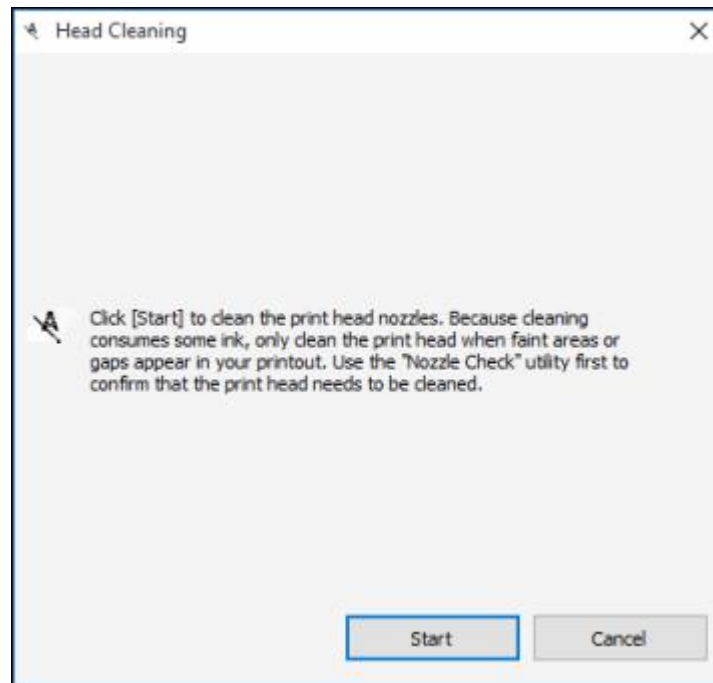 Head Cleaning
Click [Start] to clean the print head nozzles. Because cleaning
consumes some ink, only clean the print head when faint areas or
gaps appear in your printout. Use the "Nozzle Check" utility first to
confirm that the print head needs to be cleaned.
Start
Cancel